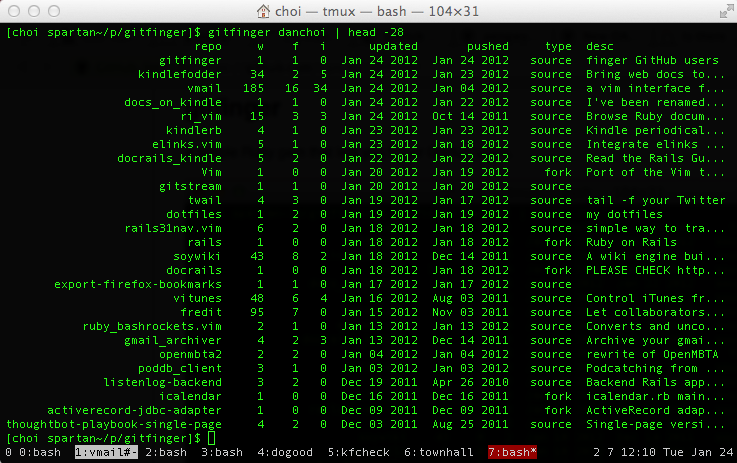 choi — tmux — bash — 104×31
[choi spartan~/p/gitfinger]$ gitfinger danchoi | head -28
repo w f i updated pushed type desc
gitfinger 1 1 0 Jan 24 2012 Jan 24 2012 source finger GitHub users
kindlefodder 34 2 5 Jan 24 2012 Jan 23 2012 source Bring web docs to...
vmail 185 16 34 Jan 24 2012 Jan 04 2012 source a vim interface f...
docs_on_kindle 1 1 0 Jan 24 2012 Jan 22 2012 source I've been renamed...
ri_vim 15 3 3 Jan 24 2012 Oct 14 2011 source Browse Ruby docum...
kindlerb 4 1 0 Jan 23 2012 Jan 23 2012 source Kindle periodical...
elinks.vim 5 1 0 Jan 23 2012 Jan 18 2012 source Integrate elinks ...
docrails_kindle 5 2 0 Jan 22 2012 Jan 22 2012 source Read the Rails Gu...
Vim 1 0 0 Jan 20 2012 Jan 19 2012 fork Port of the Vim t...
gitstream 1 1 0 Jan 20 2012 Jan 20 2012 source
twail 4 3 0 Jan 19 2012 Jan 17 2012 source tail -f your Twitter
dotfiles 1 2 0 Jan 19 2012 Jan 19 2012 source my dotfiles
rails31nav.vim 6 2 0 Jan 18 2012 Jan 18 2012 source simple way to tra...
rails 1 0 0 Jan 18 2012 Jan 18 2012 fork Ruby on Rails
soywiki 43 8 2 Jan 18 2012 Dec 14 2011 source A wiki engine bui...
docrails 1 0 0 Jan 18 2012 Jan 18 2012 fork PLEASE CHECK http...
export-firefox-bookmarks 1 1 0 Jan 17 2012 Jan 17 2012 source
vitunes 48 6 4 Jan 16 2012 Aug 03 2011 source Control iTunes fr...
fredit 95 7 0 Jan 15 2012 Nov 03 2011 source Let collaborators...
ruby_bashrockets.vim 2 1 0 Jan 13 2012 Jan 13 2012 source Converts and unco...
gmail_archiver 4 2 3 Jan 13 2012 Dec 14 2011 source Archive your gmai...
openmbta2 2 2 0 Jan 04 2012 Jan 04 2012 source rewrite of OpenMBTA
poddb_client 3 1 0 Jan 03 2012 Jan 03 2012 source Podcatching from ...
listenlog-backend 3 2 0 Dec 19 2011 Apr 26 2010 source Backend Rails app...
icalendar 1 0 0 Dec 16 2011 Dec 16 2011 fork icalendar.rb main...
activerecord-jdbc-adapter 1 0 0 Dec 09 2011 Dec 09 2011 fork ActiveRecord adap...
thoughtbot-playbook-single-page 4 2 0 Dec 03 2011 Aug 25 2011 source Single-page versi...
[choi spartan~/p/gitfinger]$
0 0:bash 1:vmail#- 2:bash 3:bash 4:dogood 5:kfcheck 6:townhall 7:bash* 2 7 12:10 Tue Jan 24